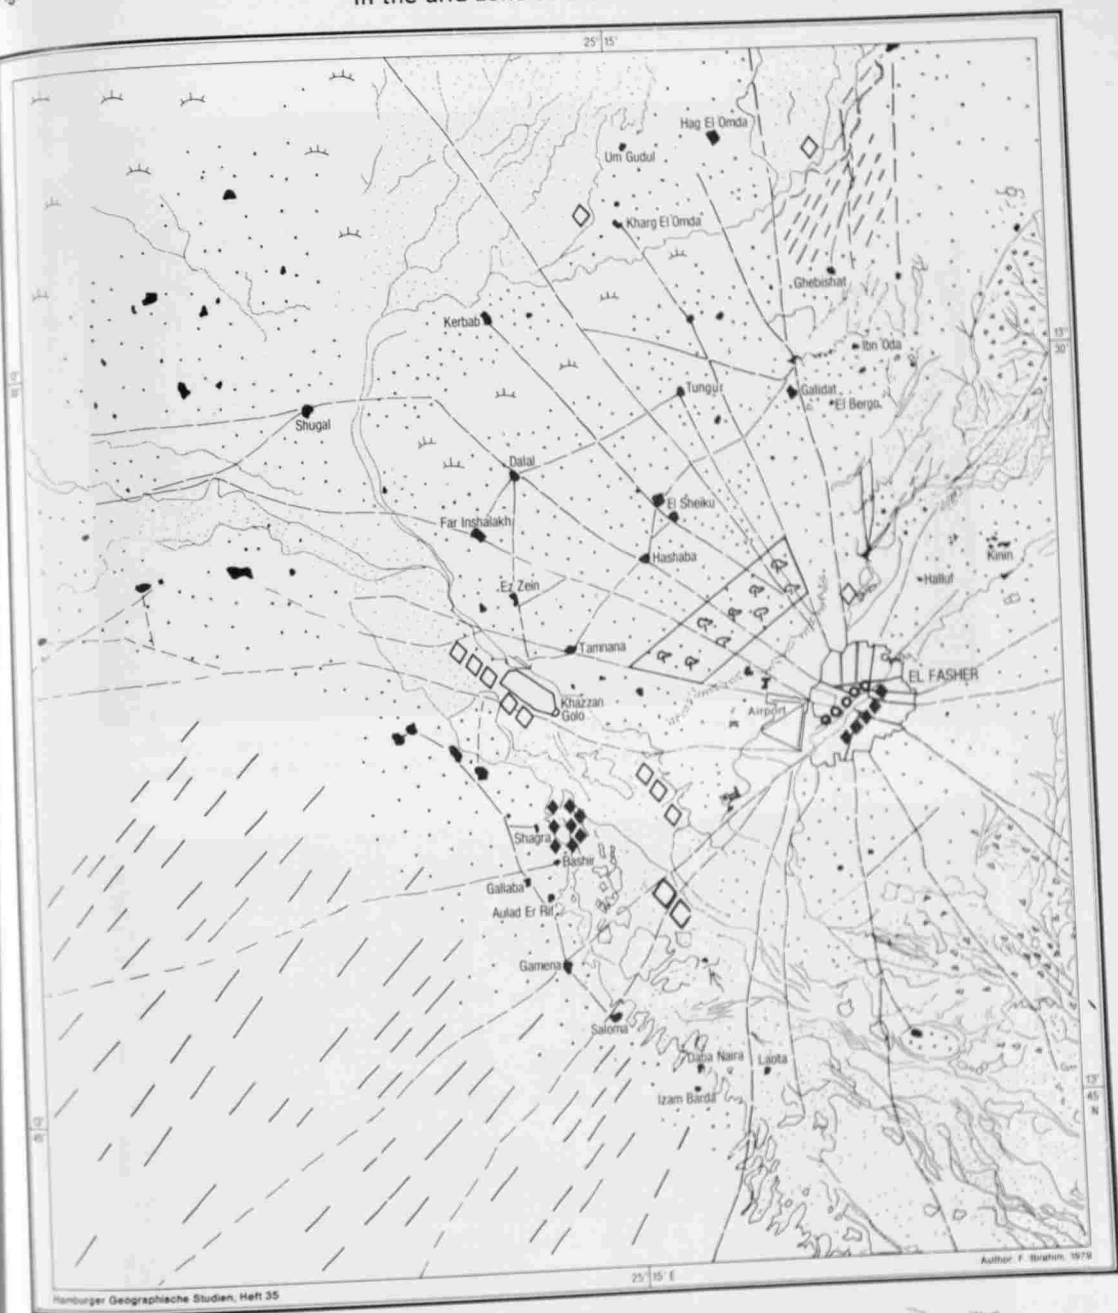 in the arid zone
25° 15'
Hag El Omda
Um Gudul
Kharg El Omda
Ghebishat
Kerbab
Ibn Oda
13° 30'
Tungur
Galidat
El Bergo
Shugal
Dalal
El Sheiku
Far Inshalakh
Hashaba
Kinin
Halluf
Ez Zein
Tamnana
EL FASHER
Khazzan
Golo
Airport
Shagra
Bashir
Gallaba
Aulad Er Rif
Gamena
Saloma
Daba Naira
Laota
13°
45'
N
Izam Barda
45'
25° 15' E
Author: F. Ibrahim, 1979
Hamburger Geographische Studien, Heft 35